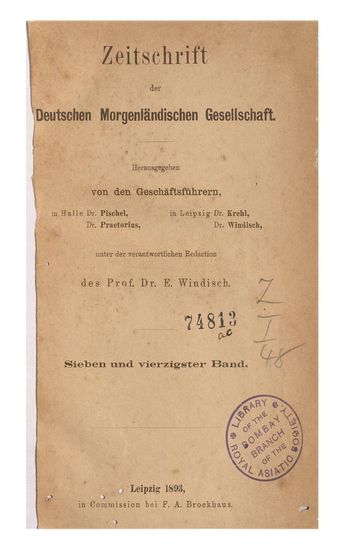 Zeitschrift
der
Deutschen Morgenländischen Gesellschaft.
Herausgegeben
von den Geschäftsführern,
in Halle Dr. Pischel, in Leipzig Dr. Krehl,
Dr. Praetorius, Dr. Windisch,
unter der verantwortlichen Redaction
des Prof. Dr. E. Windisch.
74813
ac
Z
I
48
Sieben und vierzigster Band.
LIBRARY
OF THE
BOMBAY
BRANCH
OF THE
ROYAL ASIATIC SOCIETY.
Leipzig 1893,
in Commission bei F. A. Brockhaus.